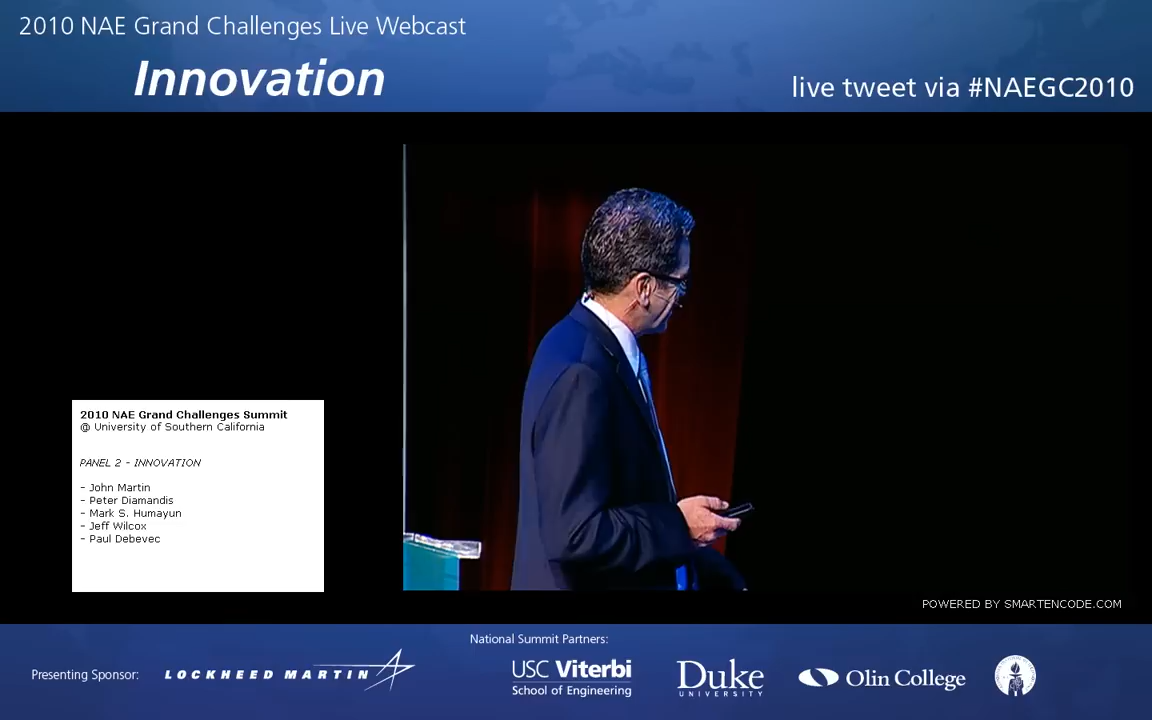 2010 NAE Grand Challenges Live Webcast
Innovation
live tweet via #NAEGC2010
2010 NAE Grand Challenges Summit
@ University of Southern California
PANEL 2 - INNOVATION
- John Martin
- Peter Diamandis
- Mark S. Humayun
- Jeff Wilcox
- Paul Debevec
POWERED BY SMARTENCODE.COM
National Summit Partners:
Presenting Sponsor:
LOCKHEED MARTIN
USC Viterbi
School of Engineering
Duke
UNIVERSITY
Olin College